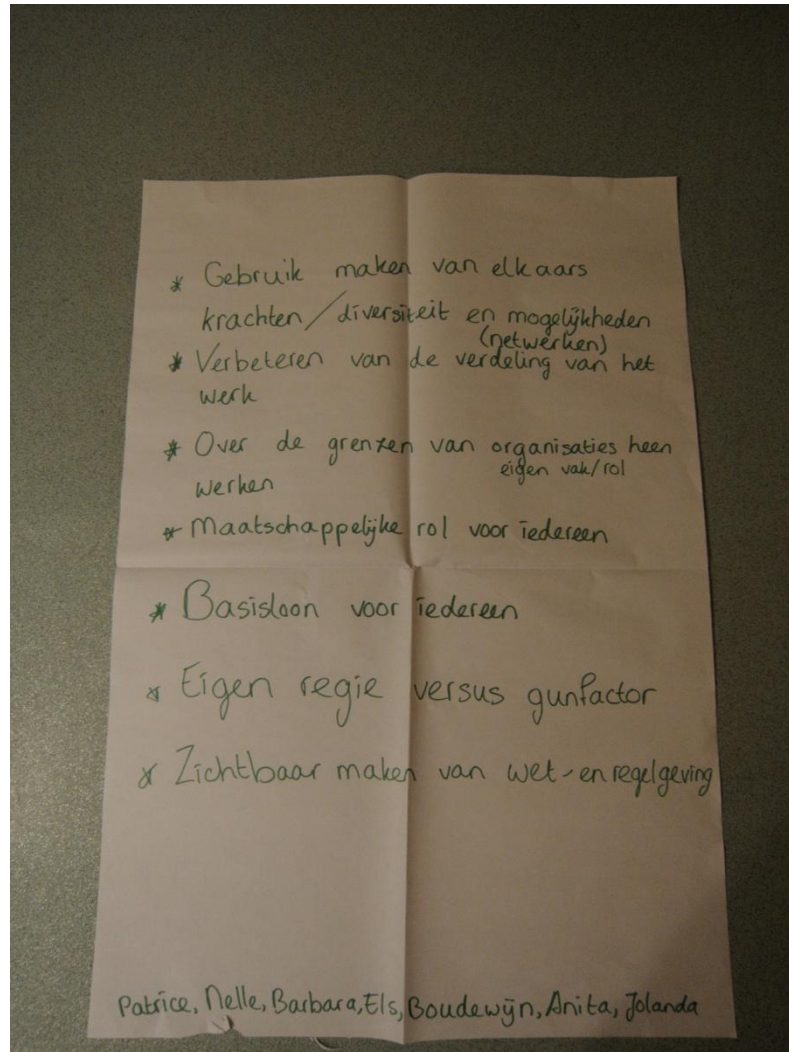 * Gebruik maken van elkaars
krachten/diversiteit en mogelijkheden
(netwerken)
* Verbeteren van de verdeling van het
werk
* Over de grenzen van organisaties heen
eigen vak/rol
werken
* Maatschappelijke rol voor iedereen
* Basisloon voor iedereen
* Eigen regie versus gunfactor
* Zichtbaar maken van wet- en regelgeving
Patrice, Nelle, Barbara, Els, Boudewijn, Anita, Jolanda